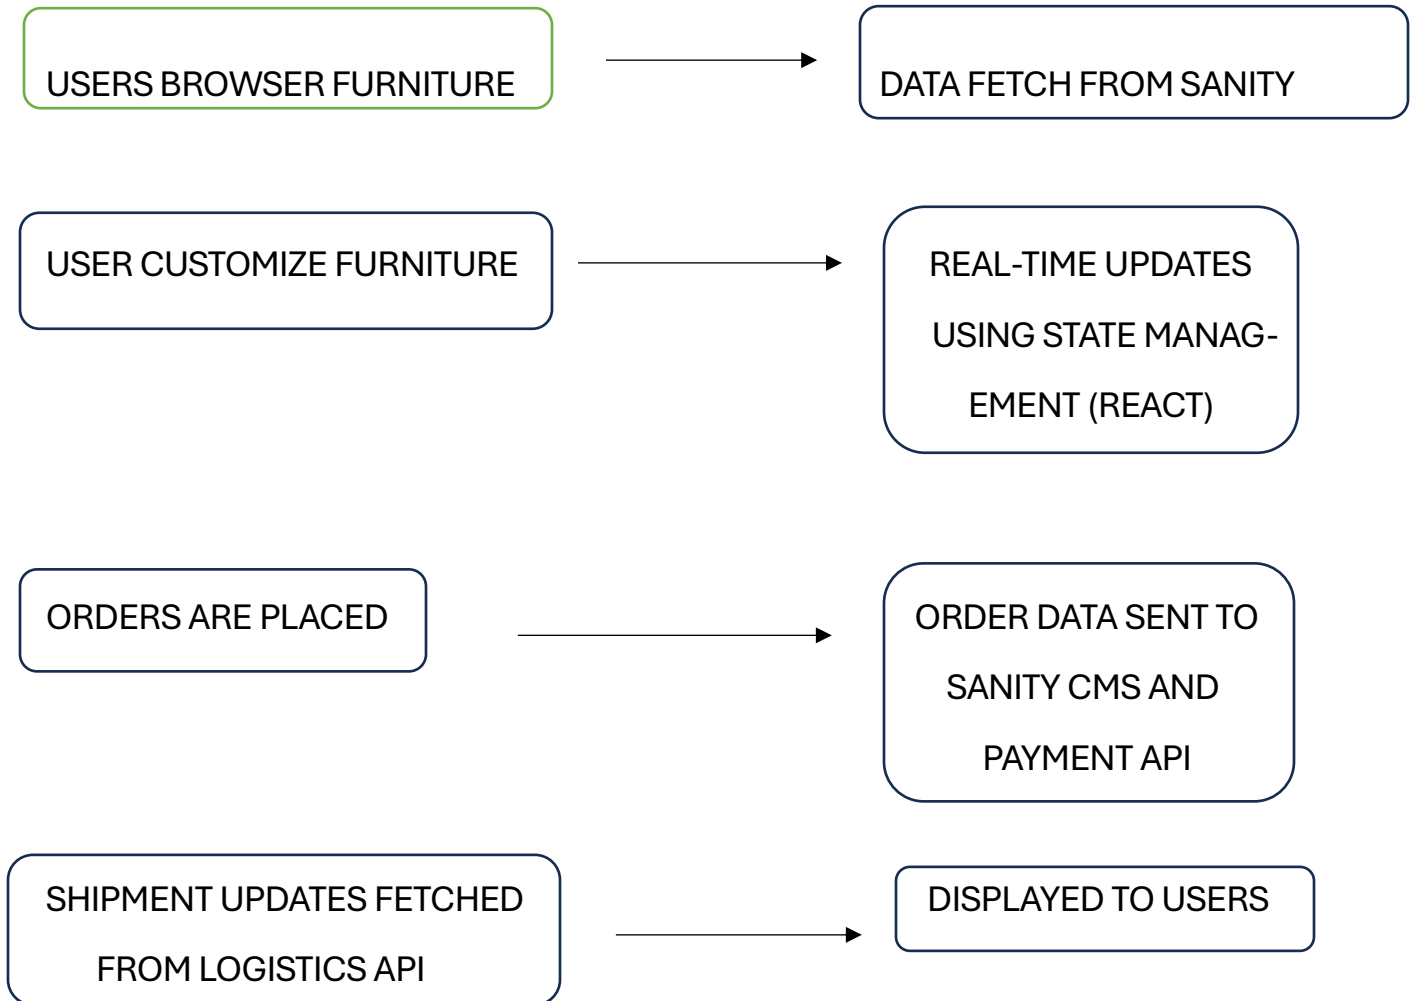 USERS BROWSER FURNITURE
DATA FETCH FROM SANITY
USER CUSTOMIZE FURNITURE
REAL-TIME UPDATES
USING STATE MANAG-
EMENT (REACT)
ORDERS ARE PLACED
ORDER DATA SENT TO
SANITY CMS AND
PAYMENT API
SHIPMENT UPDATES FETCHED
FROM LOGISTICS API
DISPLAYED TO USERS